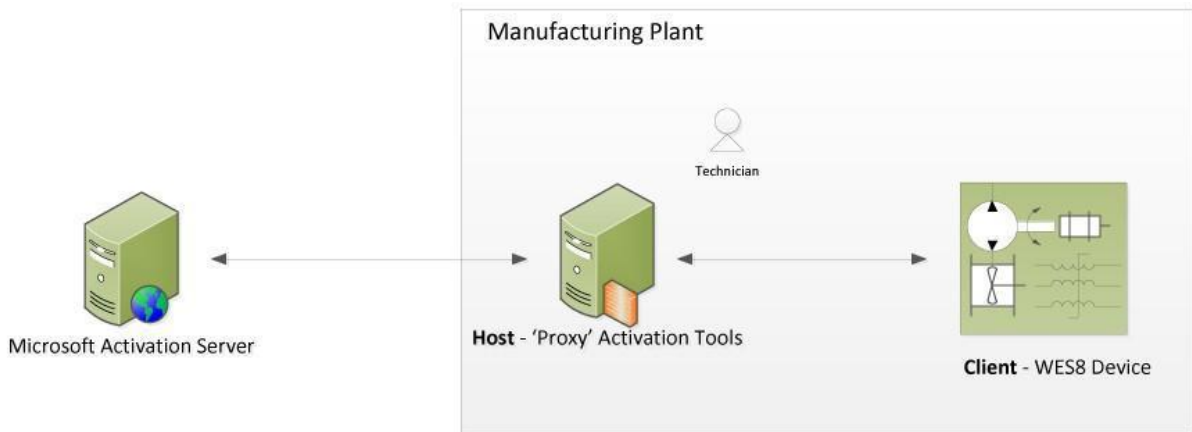 Manufacturing Plant
Technician
Microsoft Activation Server
Host - ‘Proxy’ Activation Tools
Client - WES8 Device